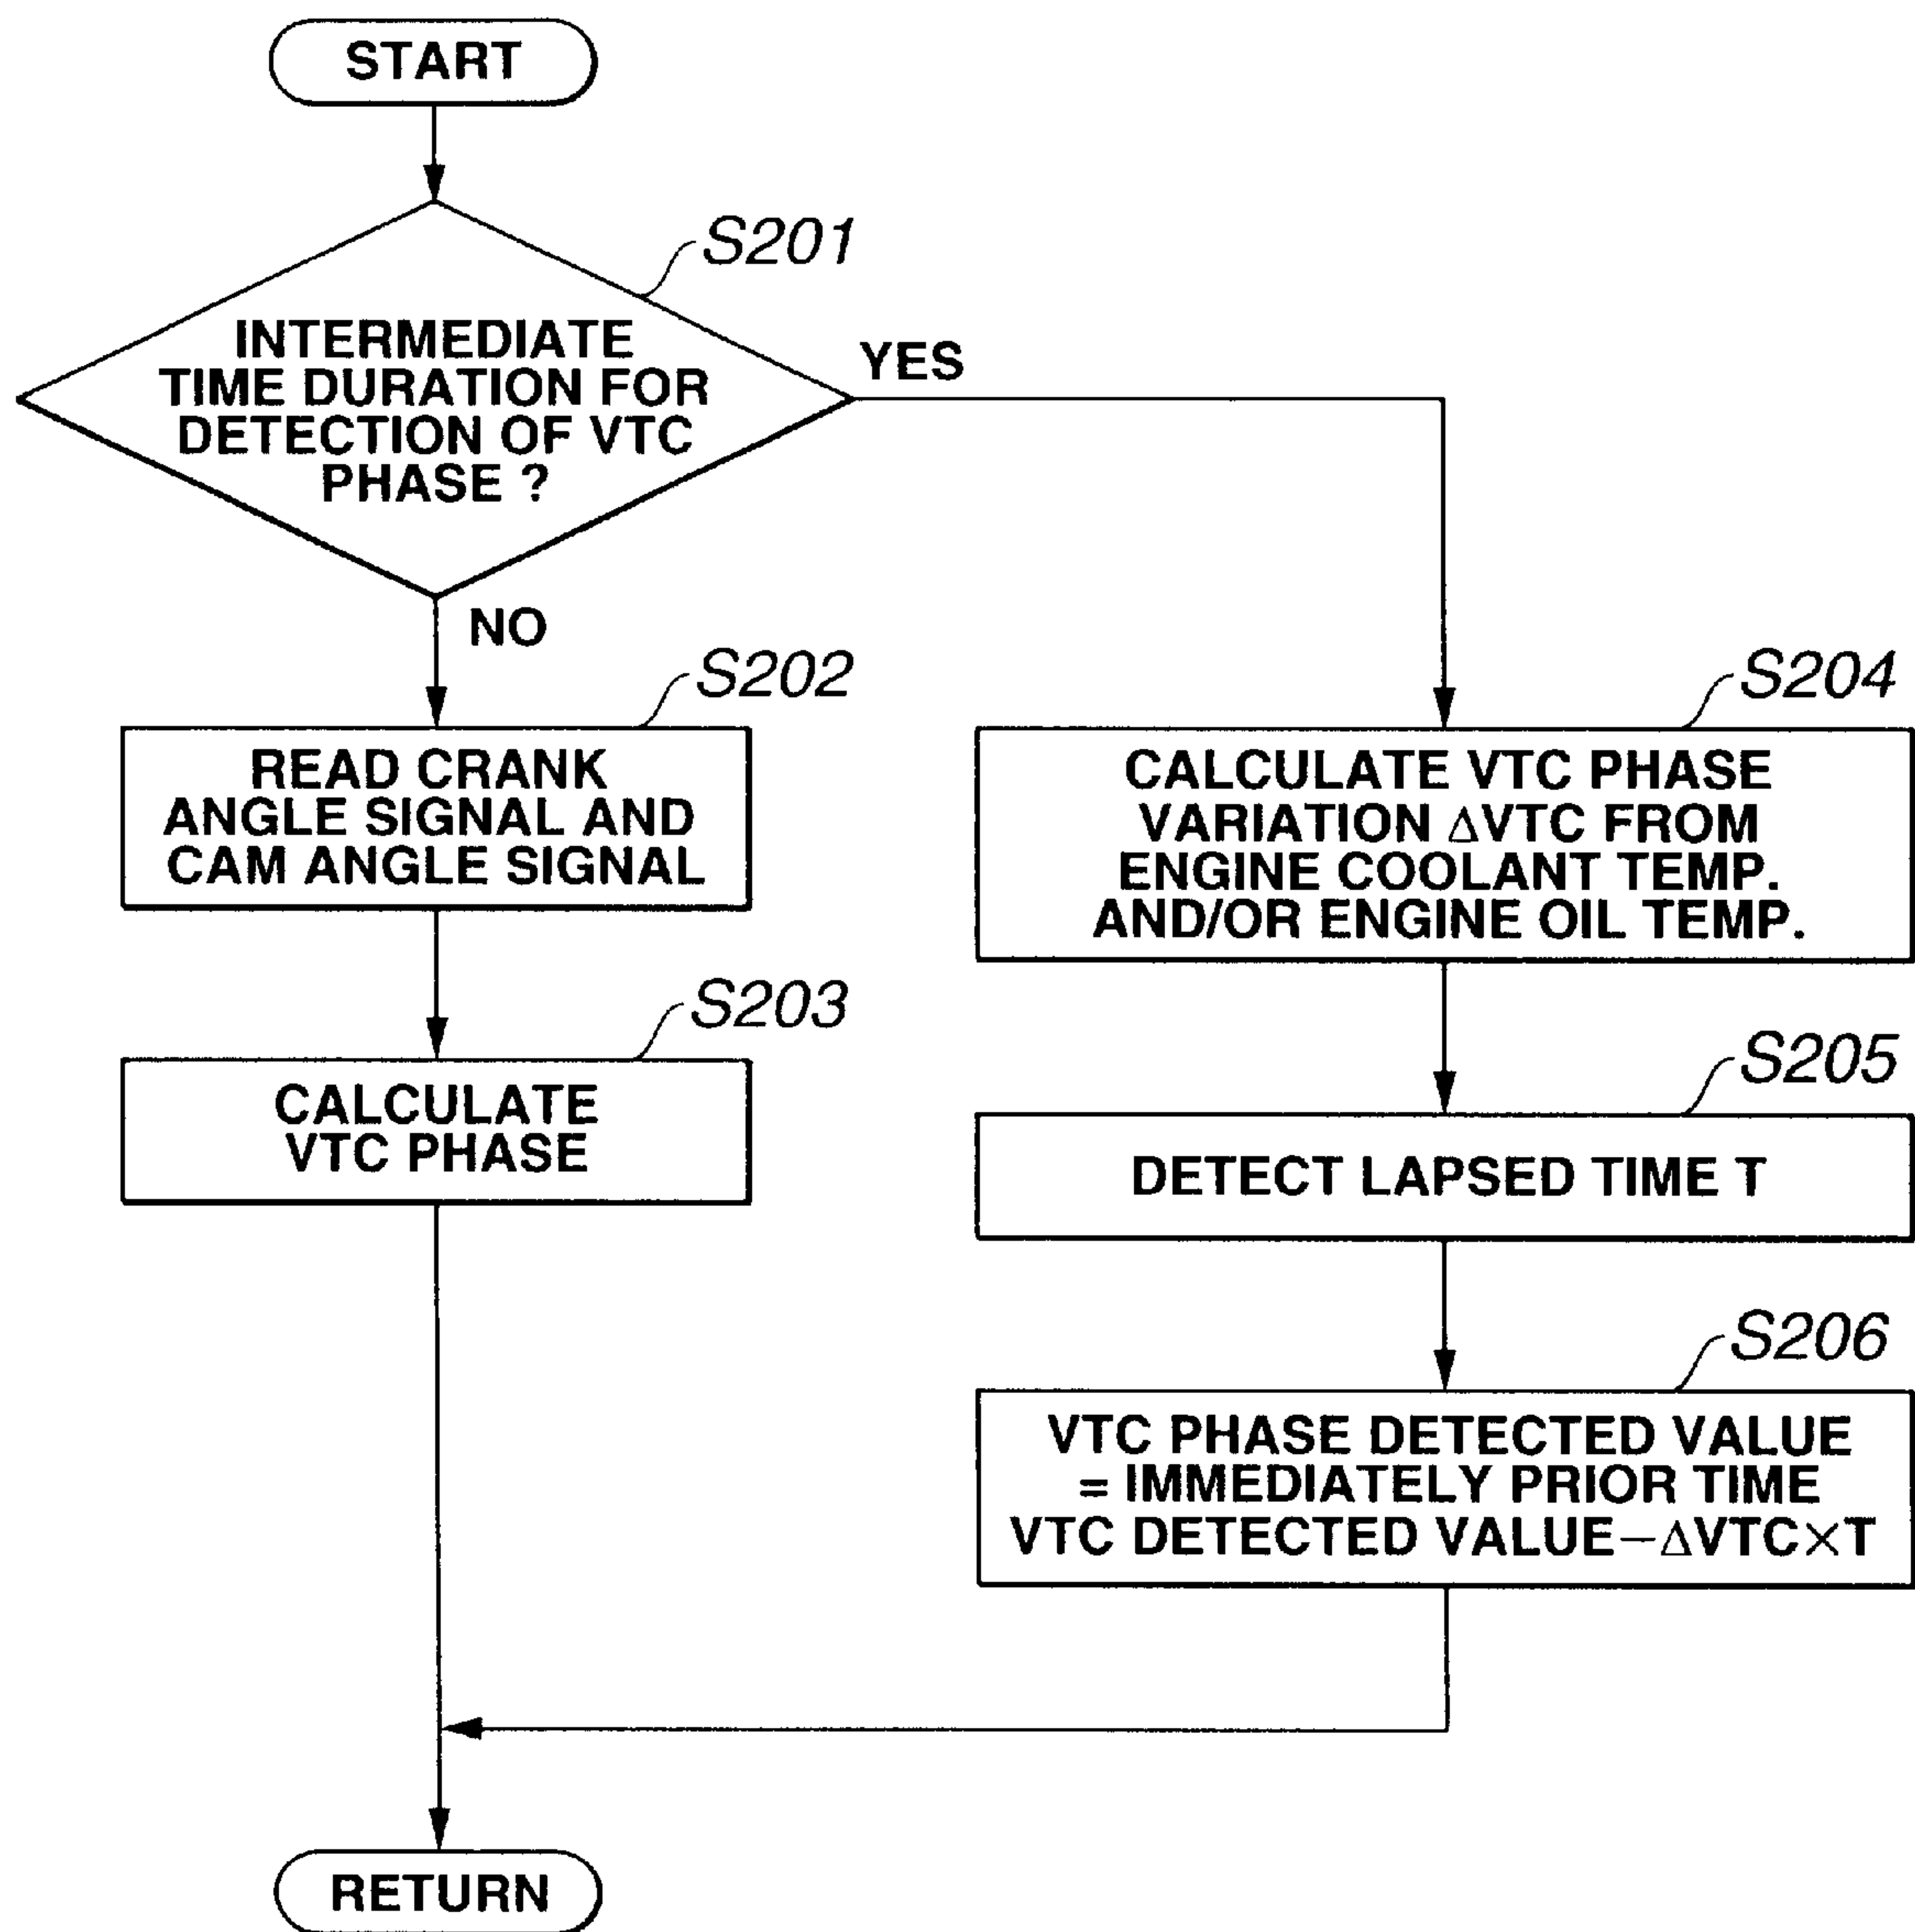 START
S201
INTERMEDIATE
TIME DURATION FOR
DETECTION OF VTC
PHASE ?
YES
NO
S202
READ CRANK
ANGLE SIGNAL AND
CAM ANGLE SIGNAL
S203
CALCULATE
VTC PHASE
S204
CALCULATE VTC PHASE
VARIATION ΔVTC FROM
ENGINE COOLANT TEMP.
AND/OR ENGINE OIL TEMP.
S205
DETECT LAPSED TIME T
S206
VTC PHASE DETECTED VALUE
= IMMEDIATELY PRIOR TIME
VTC DETECTED VALUE−ΔVTC×T
RETURN